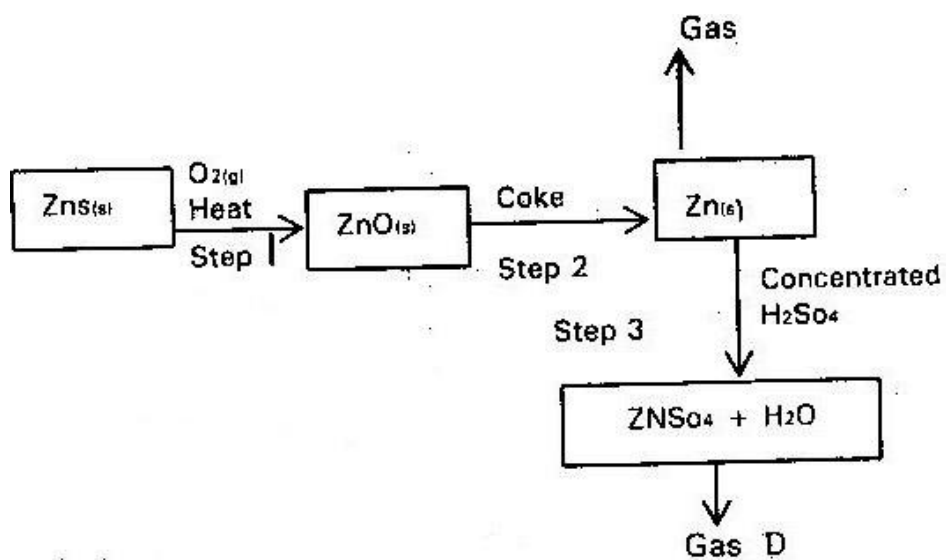 Gas
O2(g)
Heat
Step 1
Zns(s)
ZnO(s)
Coke
Step 2
Zn(s)
Concentrated
H2So4
Step 3
ZNSo4 + H2O
Gas D